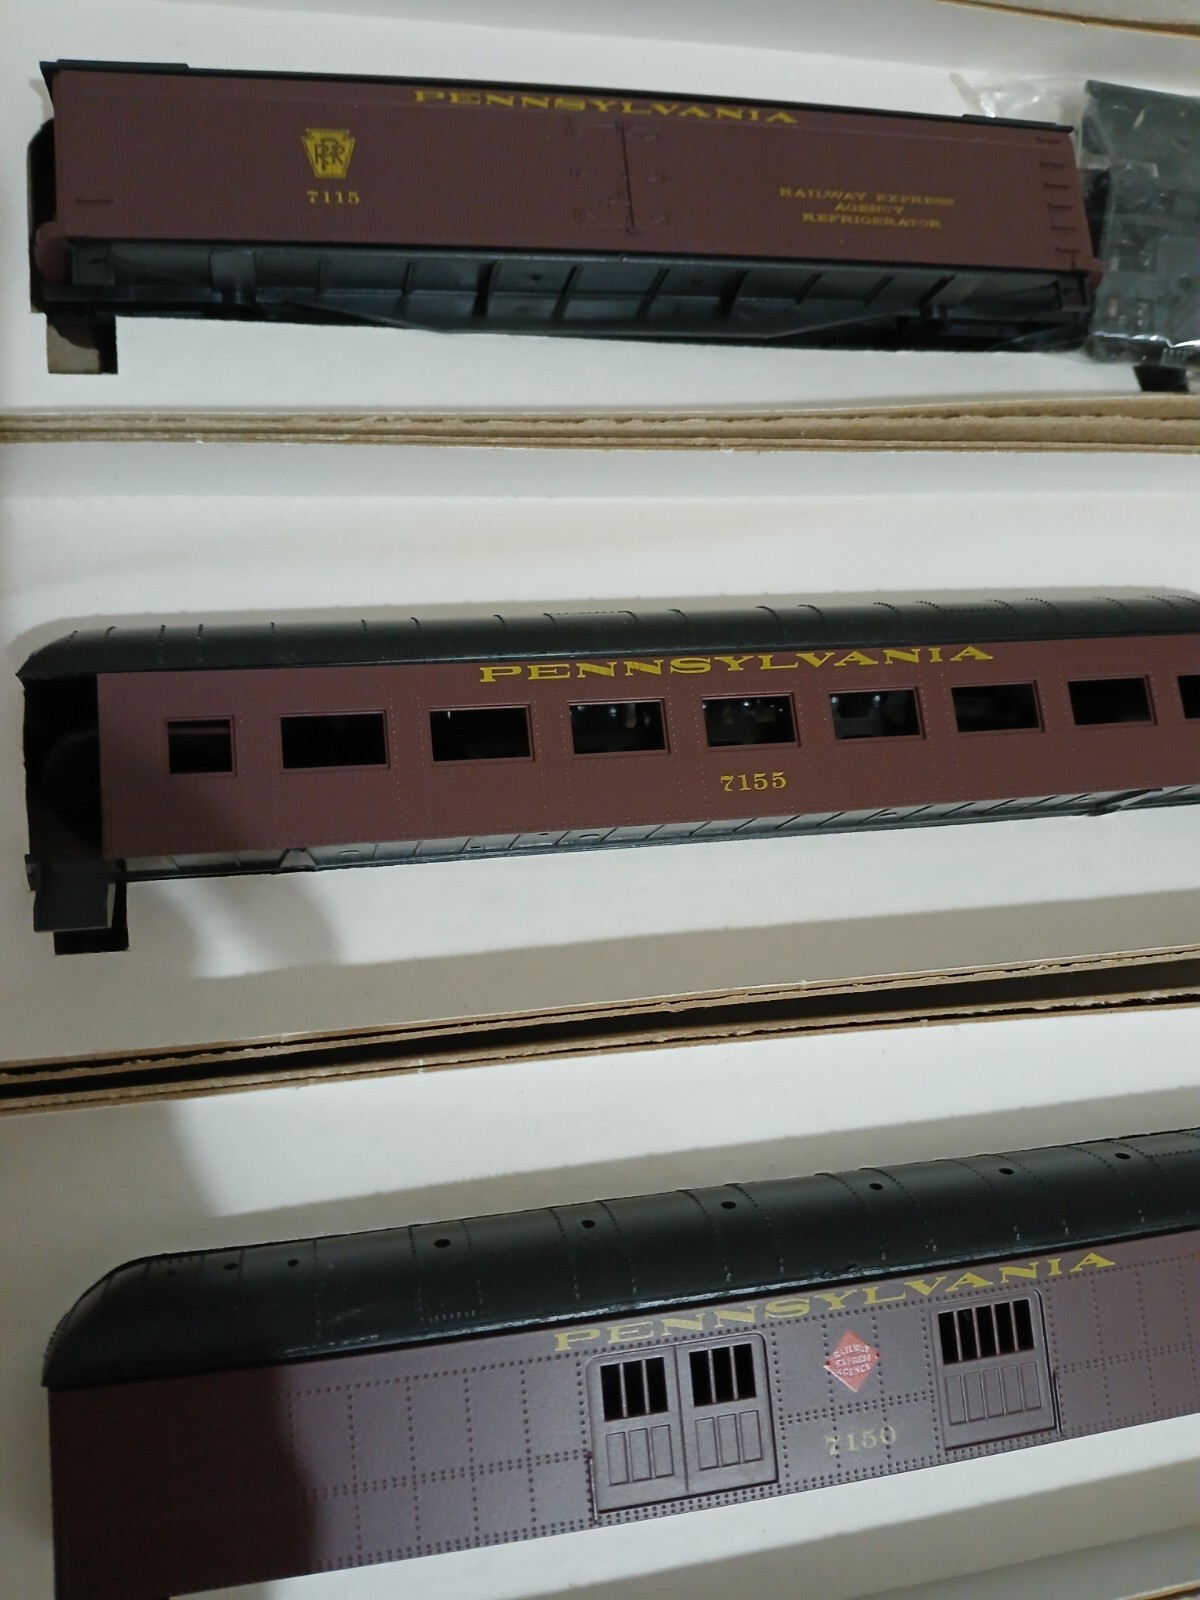 PENNSYLVANIA
PRR
7115
RAILWAY EXPRESS
AGENCY
REFRIGERATOR
PENNSYLVANIA
7155
PENNSYLVANIA
RAILWAY
EXPRESS
AGENCY
7150